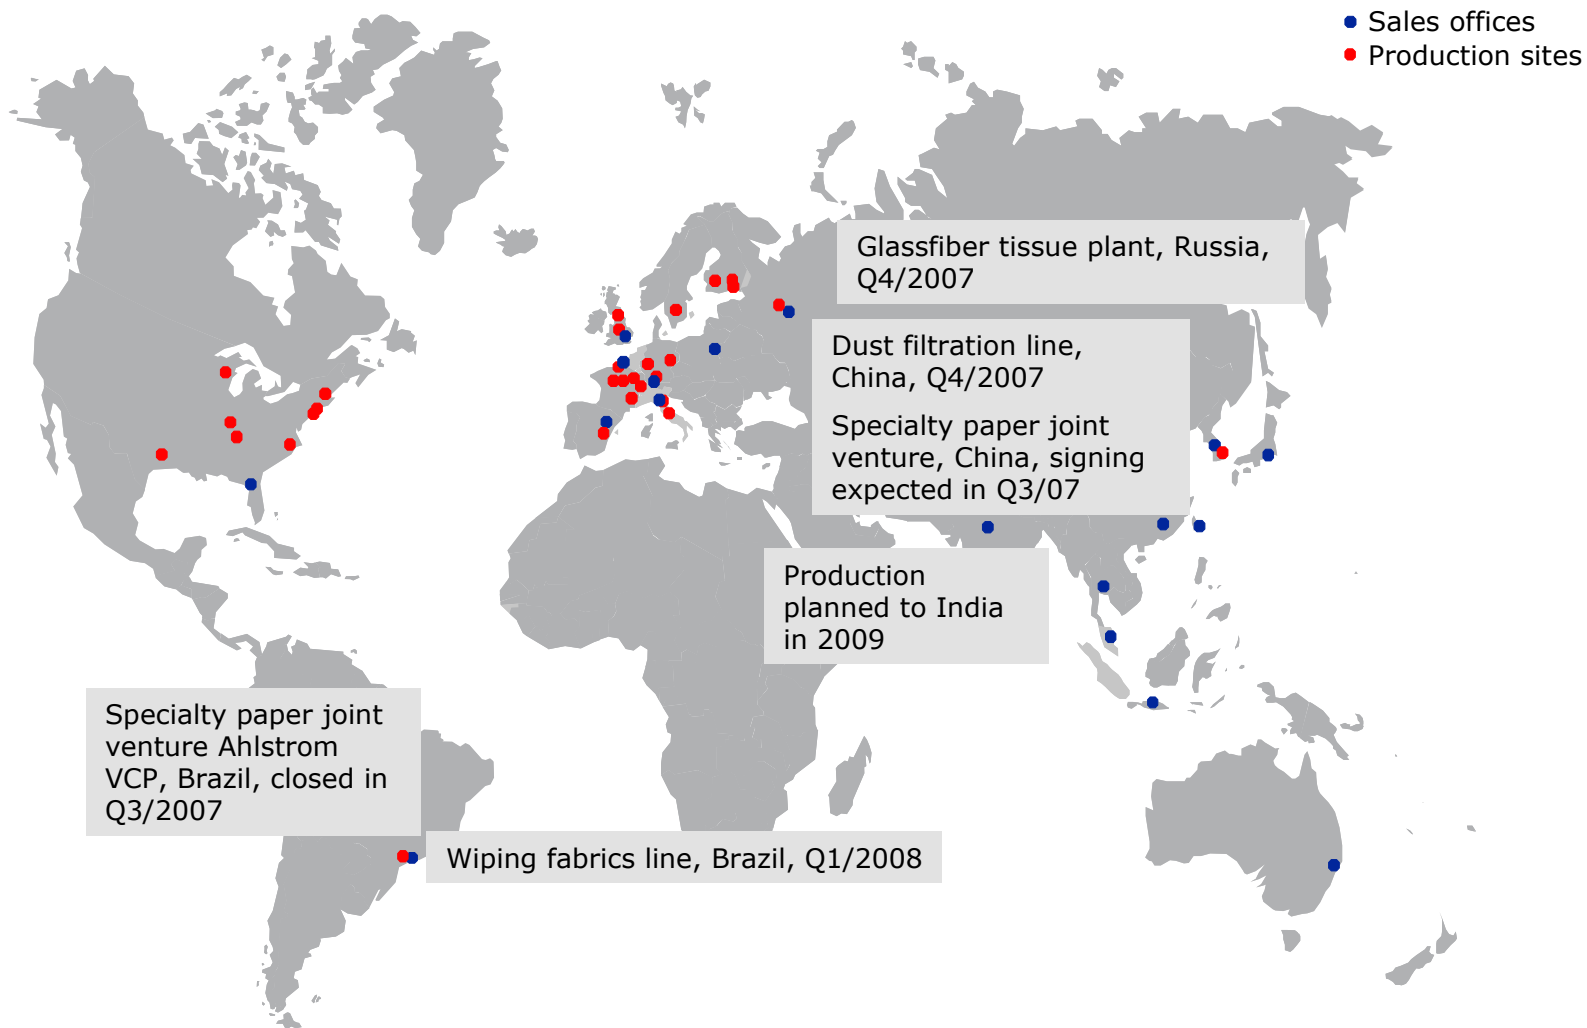 Sales offices
Production sites
Glassfiber tissue plant, Russia,
Q4/2007
Dust filtration line,
China, Q4/2007
Specialty paper joint
venture, China, signing
expected in Q3/07
Production
planned to India
in 2009
Specialty paper joint
venture Ahlstrom
VCP, Brazil, closed in
Q3/2007
Wiping fabrics line, Brazil, Q1/2008